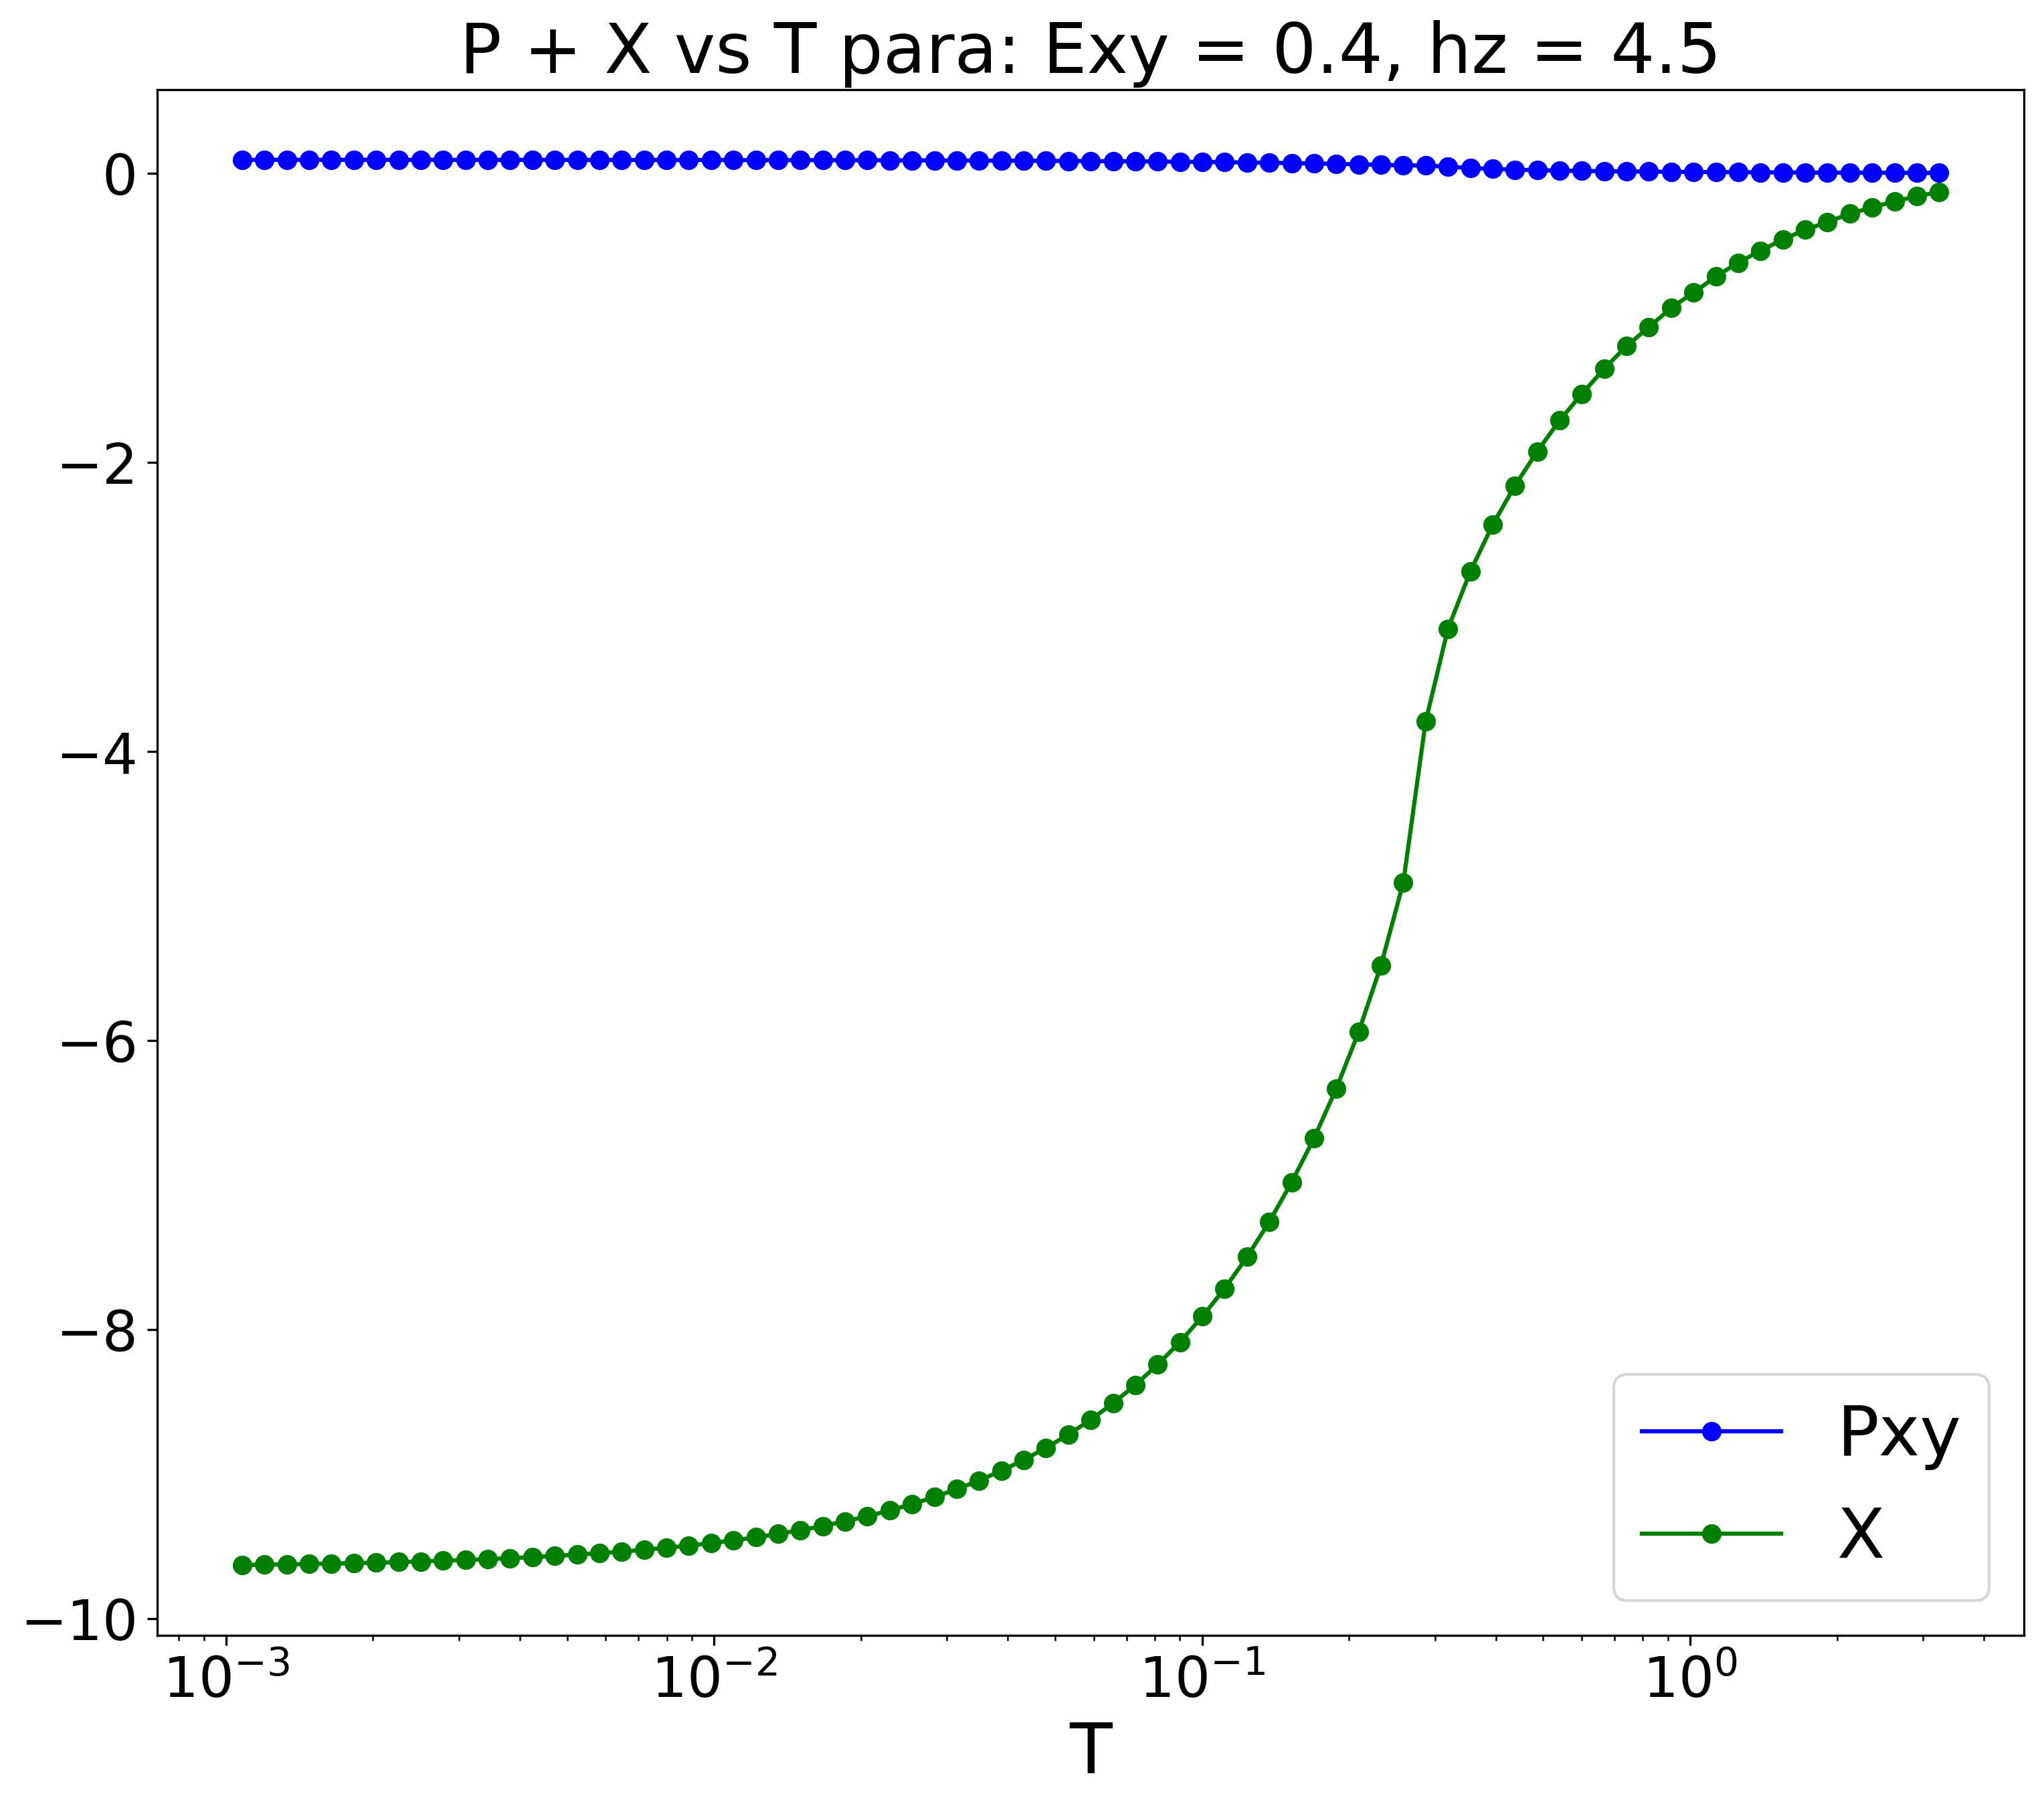 P + X vs T para: Exy = 0.4, hz = 4.5
0
−2
−4
−6
−8
−10
Pxy
X
10⁻³ 10⁻² 10⁻¹ 10⁰
T